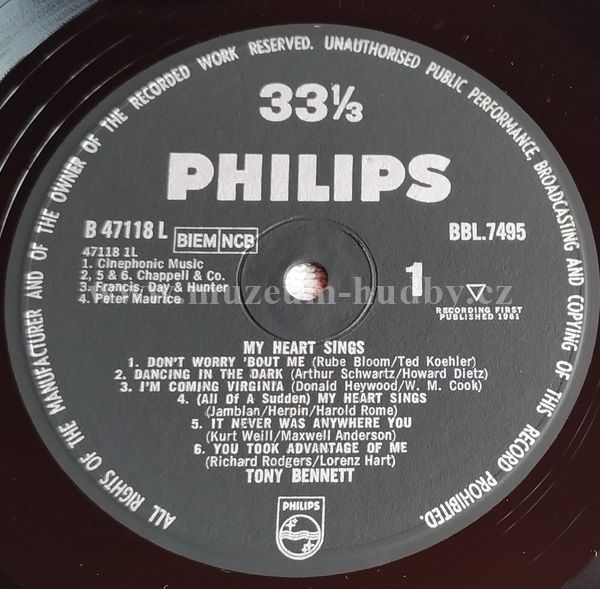 ALL RIGHTS OF THE MANUFACTURER AND OF THE OWNER OF THE RECORDED WORK RESERVED. UNAUTHORISED PUBLIC PERFORMANCE, BROADCASTING AND COPYING OF THIS RECORD PROHIBITED.
33⅓
PHILIPS
B 47118 L BIEM NCB BBL.7495
47118 1L
1. Cinephonic Music
2, 5 & 6. Chappell & Co.
3. Francis, Day & Hunter
4. Peter Maurice
1
RECORDING FIRST
PUBLISHED 1961
www.muzeum-hudby.cz
MY HEART SINGS
1. DON'T WORRY 'BOUT ME (Rube Bloom/Ted Koehler)
2. DANCING IN THE DARK (Arthur Schwartz/Howard Dietz)
3. I'M COMING VIRGINIA (Donald Heywood/W. M. Cook)
4. (All of A Sudden) MY HEART SINGS
(Jamblan/Herpin/Harold Rome)
5. IT NEVER WAS ANYWHERE YOU
(Kurt Weill/Maxwell Anderson)
6. YOU TOOK ADVANTAGE OF ME
(Richard Rodgers/Lorenz Hart)
TONY BENNETT
PHILIPS